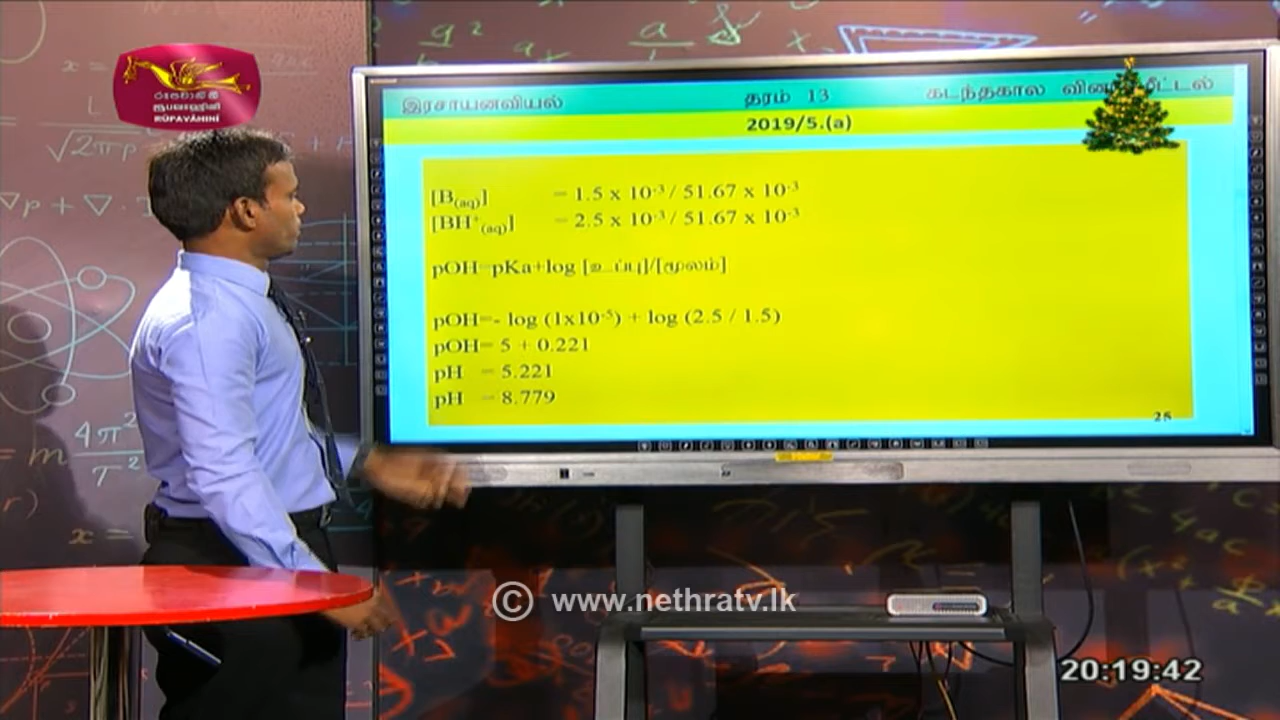 රූපවාහිනී
ரூபவாஹினி
RŪPAVĀHINĪ
இரசாயனவியல் தரம் 13 கடந்தகால
2019/5.(a)
[B(aq)] = 1.5 x 10⁻³ / 51.67 x 10⁻³
[BH⁺(aq)] = 2.5 x 10⁻³ / 51.67 x 10⁻³
pOH=pKa+log [உப்பு]/[மூலம்]
pOH=- log (1x10⁻⁵) + log (2.5 / 1.5)
pOH= 5 + 0.221
pH = 5.221
pH = 8.779
25
© www.nethratv.lk
20:19:42